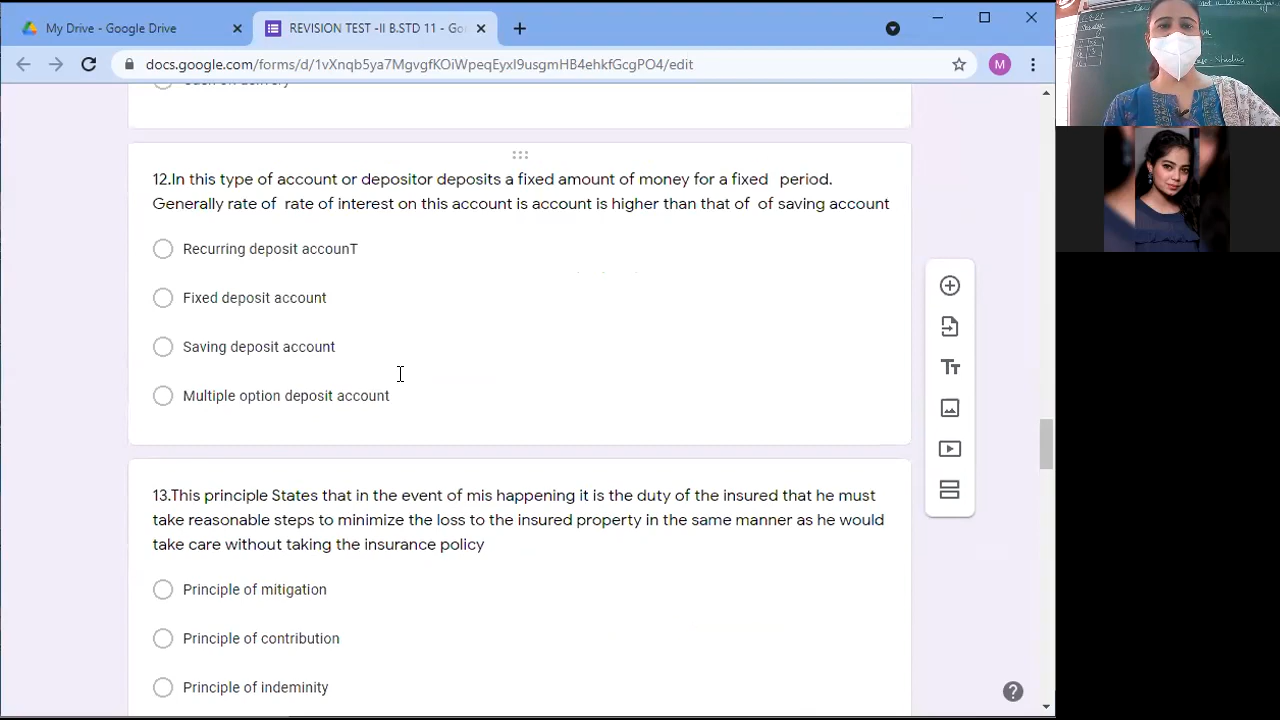 My Drive - Google Drive
REVISION TEST -II B.STD 11 - Go
docs.google.com/forms/d/1vXnqb5ya7MgvgfKOiWpeqEyxI9usgmHB4ehkfGcgPO4/edit
M
12.In this type of account or depositor deposits a fixed amount of money for a fixed period.
Generally rate of rate of interest on this account is account is higher than that of of saving account
Recurring deposit accounT
Fixed deposit account
Saving deposit account
Multiple option deposit account
13.This principle States that in the event of mis happening it is the duty of the insured that he must
take reasonable steps to minimize the loss to the insured property in the same manner as he would
take care without taking the insurance policy
Principle of mitigation
Principle of contribution
Principle of indeminity